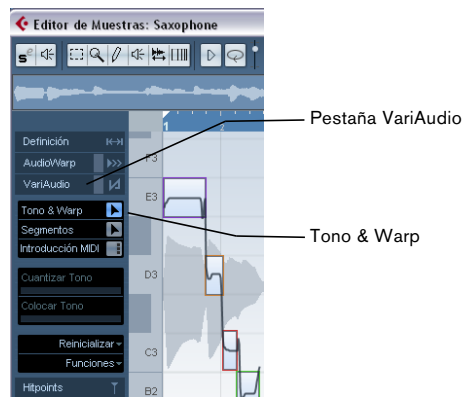 Editor de Muestras: Saxophone
Definición
AudioWarp
VariAudio
Tono & Warp
Segmentos
Introducción MIDI
Cuantizar Tono
Colocar Tono
Reinicializar
Funciones
Hitpoints
1
2
F3
E3
D3
C3
B2
Pestaña VariAudio
Tono & Warp